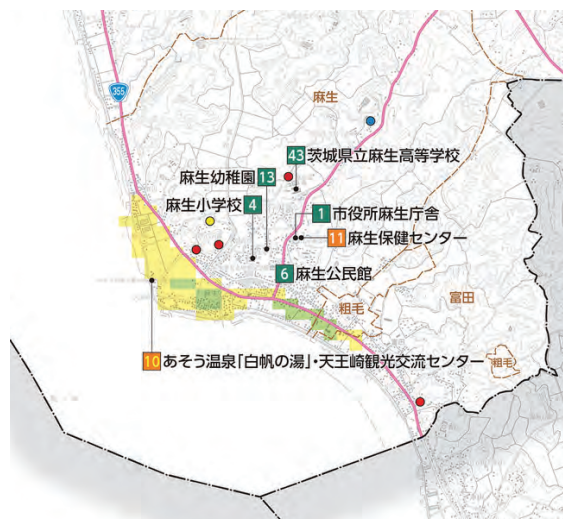 355
麻生
43 茨城県立麻生高等学校
麻生幼稚園 13
麻生小学校 4
1 市役所麻生庁舎
11 麻生保健センター
6 麻生公民館
粗毛
富田
粗毛
10 あそう温泉「白帆の湯」・天王崎観光交流センター